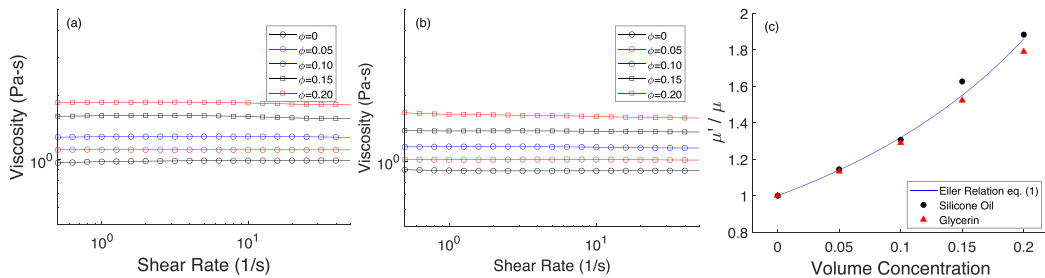 (a)
ϕ=0
ϕ=0.05
ϕ=0.10
ϕ=0.15
ϕ=0.20
Viscosity (Pa-s)
10⁰
10⁰
10¹
Shear Rate (1/s)
(b)
ϕ=0
ϕ=0.05
ϕ=0.10
ϕ=0.15
ϕ=0.20
Viscosity (Pa-s)
10⁰
10⁰
10¹
Shear Rate (1/s)
(c)
2
1.8
1.6
1.4
1.2
1
0.8
μ' / μ
Eiler Relation eq. (1)
Silicone Oil
Glycerin
0
0.05
0.1
0.15
0.2
Volume Concentration